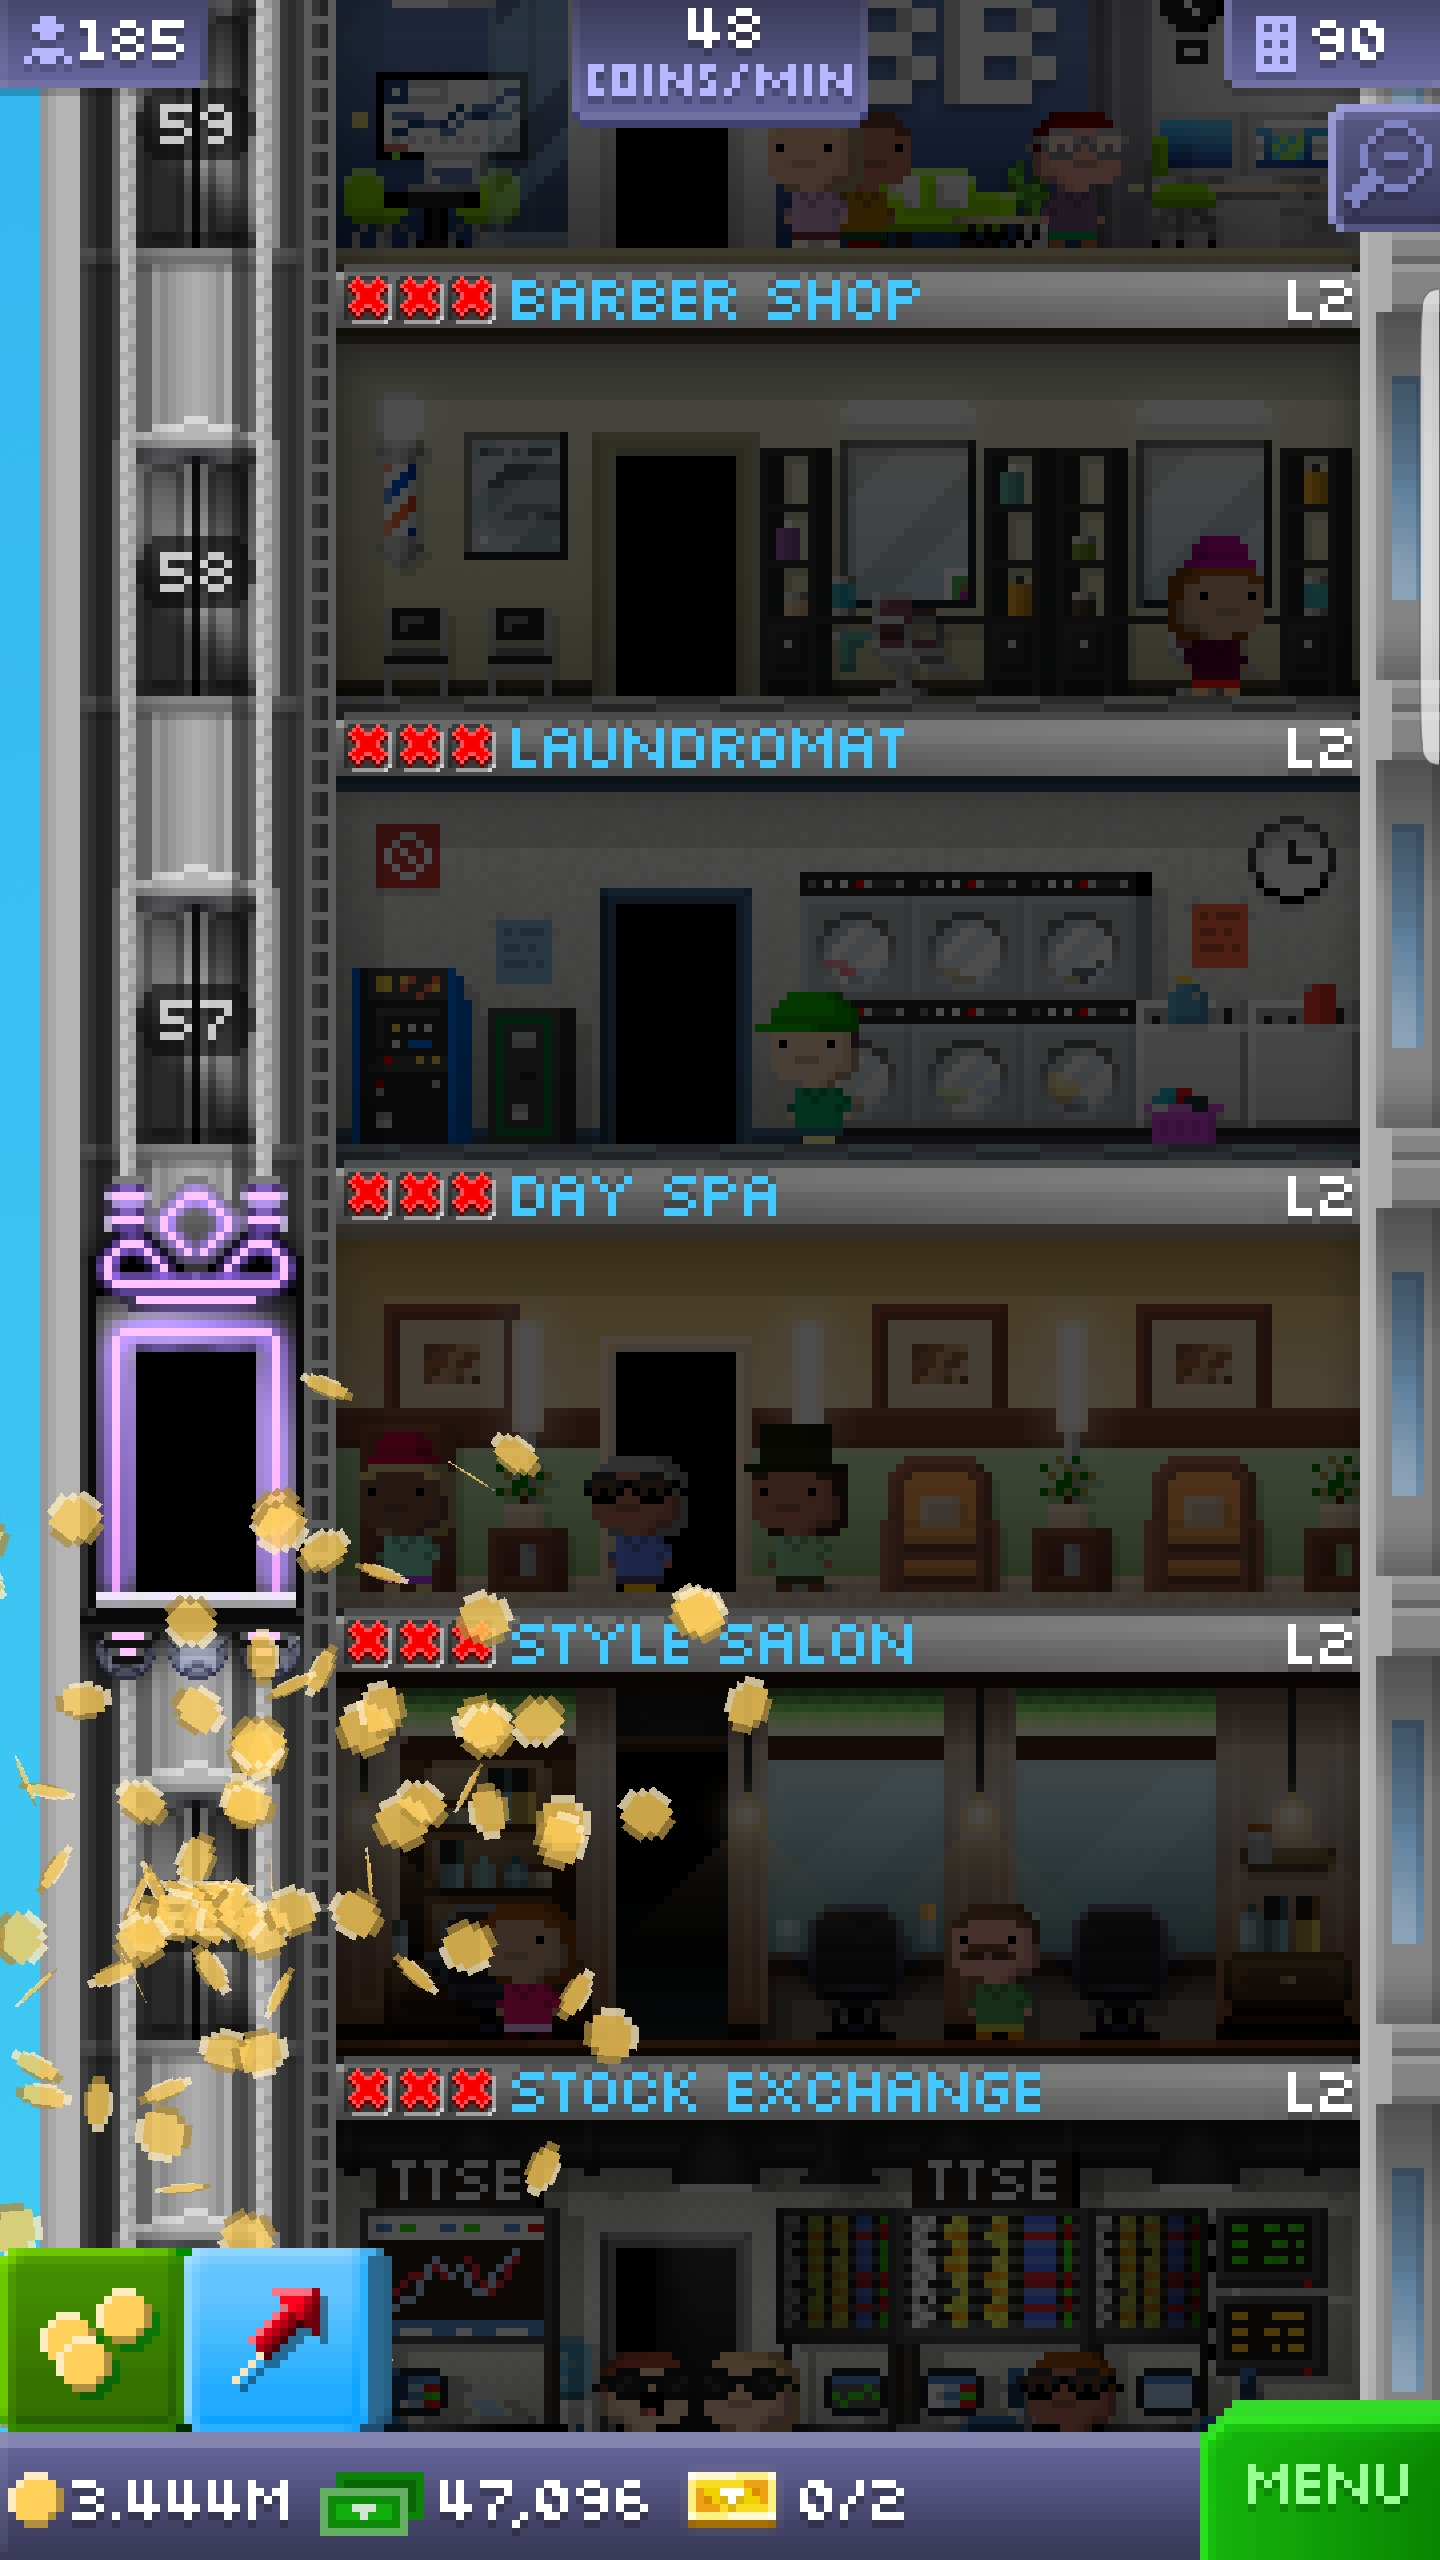 185
48
COINS/MIN
90
59
BARBER SHOP L2
58
LAUNDROMAT L2
57
DAY SPA L2
STYLE SALON L2
STOCK EXCHANGE L2
TTSE TTSE
3.444M 47,096 0/2
MENU